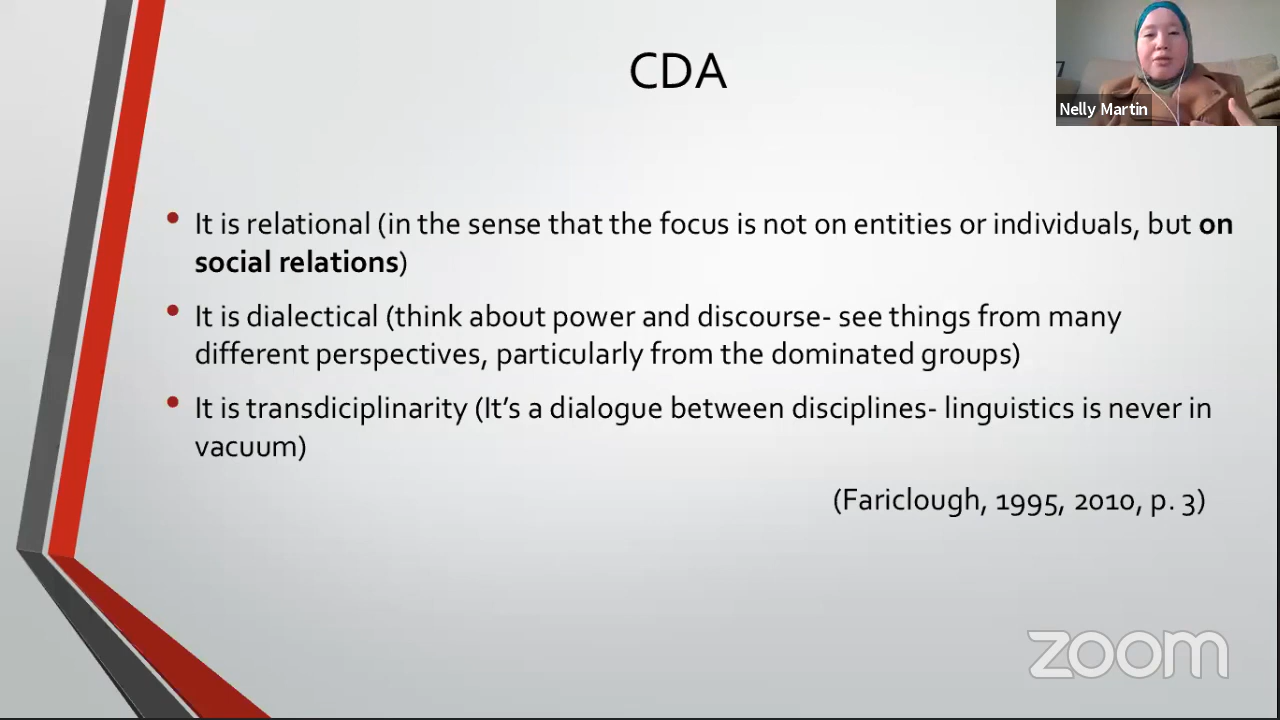 CDA
Nelly Martin
• It is relational (in the sense that the focus is not on entities or individuals, but on
social relations)
• It is dialectical (think about power and discourse- see things from many
different perspectives, particularly from the dominated groups)
• It is transdiciplinarity (It’s a dialogue between disciplines- linguistics is never in
vacuum)
(Fariclough, 1995, 2010, p. 3)
zoom